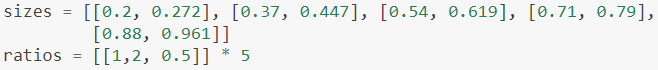 sizes = [[0.2, 0.272], [0.37, 0.447], [0.54, 0.619], [0.71, 0.79],
[0.88, 0.961]]
ratios = [[1,2, 0.5]] * 5